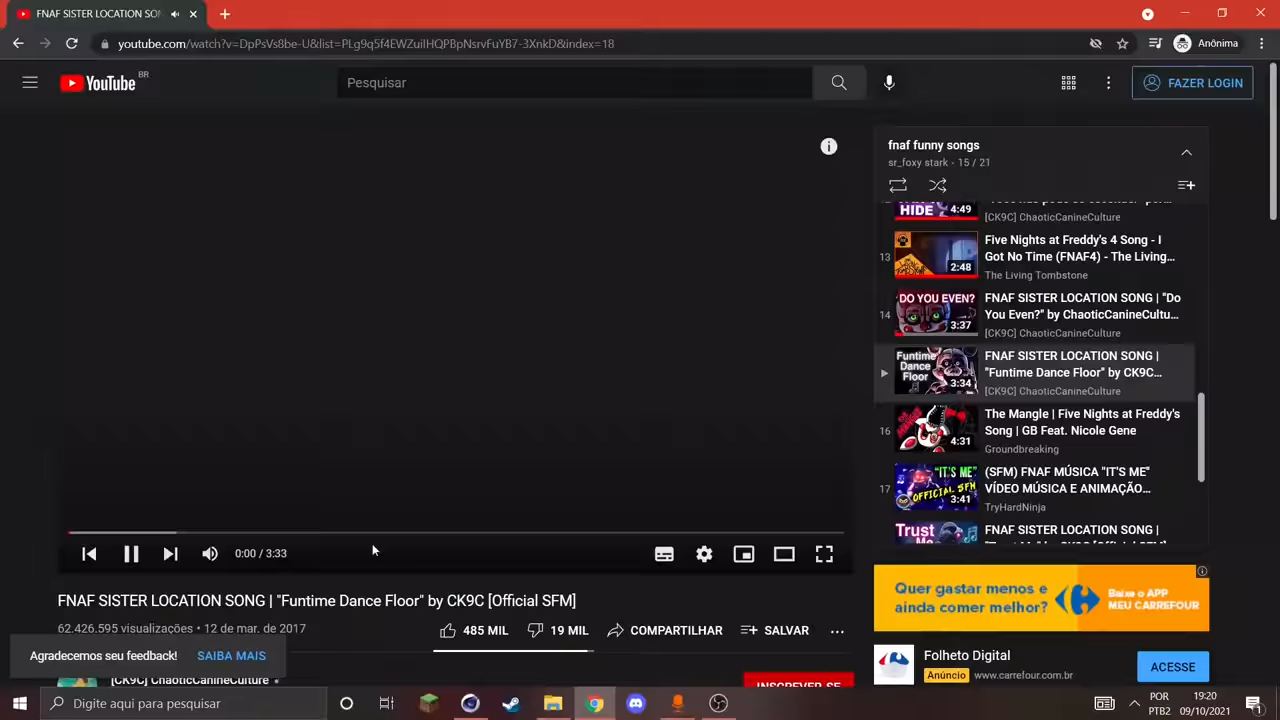 FNAF SISTER LOCATION SON
youtube.com/watch?v=DpPsVs8be-U&list=PLg9q5f4EWZuiIHQPBpNsrvFuYB7-3XnkD&index=18
Anônima
YouTube BR
Pesquisar
FAZER LOGIN
fnaf funny songs
sr_foxy stark - 15 / 21
HIDE
4:49
[CK9C] ChaoticCanineCulture
13
2:48
Five Nights at Freddy's 4 Song - I
Got No Time (FNAF4) - The Living...
The Living Tombstone
14
DO YOU EVEN?
3:37
FNAF SISTER LOCATION SONG | "Do
You Even?" by ChaoticCanineCultu...
[CK9C] ChaoticCanineCulture
Funtime
Dance
Floor
3:34
FNAF SISTER LOCATION SONG |
"Funtime Dance Floor" by CK9C...
[CK9C] ChaoticCanineCulture
16
4:31
The Mangle | Five Nights at Freddy's
Song | GB Feat. Nicole Gene
Groundbreaking
17
"IT'S ME"
OFFICIAL SFM
3:41
(SFM) FNAF MÚSICA "IT'S ME"
VÍDEO MÚSICA E ANIMAÇÃO...
TryHardNinja
Trust
FNAF SISTER LOCATION SONG |
0:00 / 3:33
FNAF SISTER LOCATION SONG | "Funtime Dance Floor" by CK9C [Official SFM]
62.426.595 visualizações • 12 de mar. de 2017
485 MIL
19 MIL
COMPARTILHAR
SALVAR
Agradecemos seu feedback!
SAIBA MAIS
[CK9C] ChaoticCanineCulture
INSCREVER-SE
Quer gastar menos e
ainda comer melhor?
Baixe o APP
MEU CARREFOUR
Folheto Digital
Anúncio www.carrefour.com.br
ACESSE
Digite aqui para pesquisar
POR
PTB2
19:20
09/10/2021
1